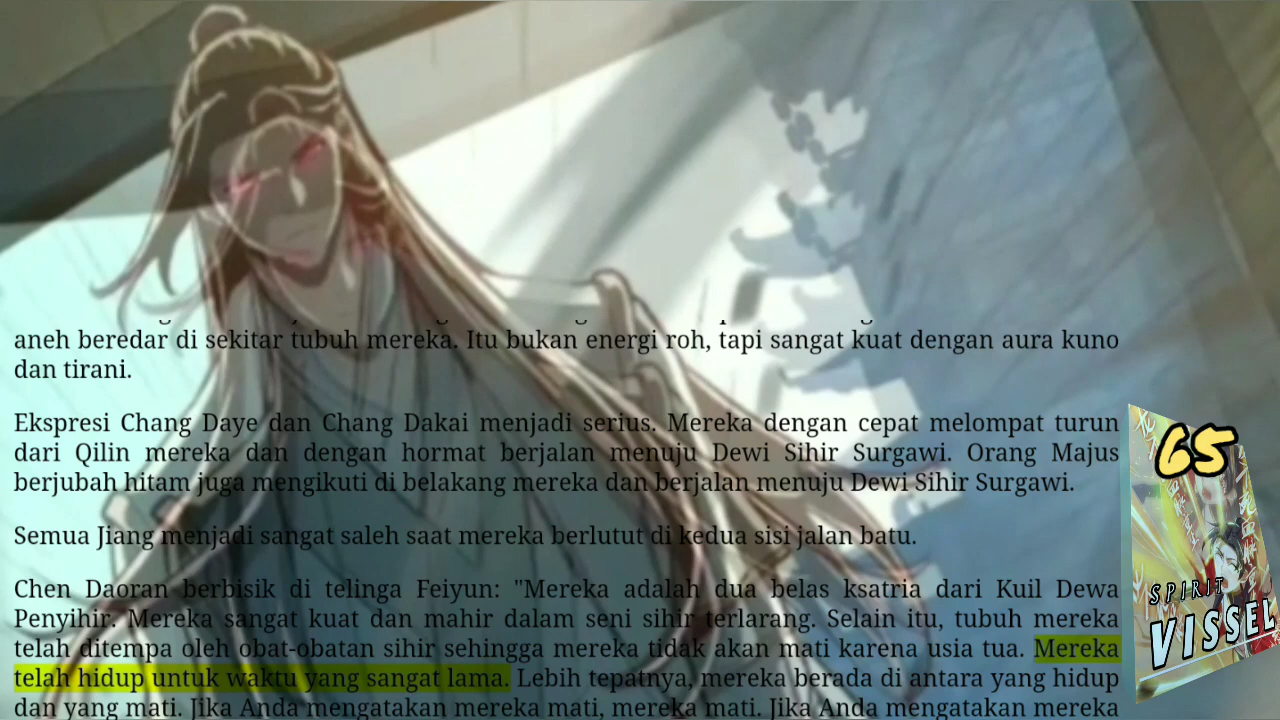 aneh beredar di sekitar tubuh mereka. Itu bukan energi roh, tapi sangat kuat dengan aura kuno
dan tirani.
Ekspresi Chang Daye dan Chang Dakai menjadi serius. Mereka dengan cepat melompat turun
dari Qilin mereka dan dengan hormat berjalan menuju Dewi Sihir Surgawi. Orang Majus
berjubah hitam juga mengikuti di belakang mereka dan berjalan menuju Dewi Sihir Surgawi.
Semua Jiang menjadi sangat saleh saat mereka berlutut di kedua sisi jalan batu.
Chen Daoran berbisik di telinga Feiyun: "Mereka adalah dua belas ksatria dari Kuil Dewa
Penyihir. Mereka sangat kuat dan mahir dalam seni sihir terlarang. Selain itu, tubuh mereka
telah ditempa oleh obat-obatan sihir sehingga mereka tidak akan mati karena usia tua. Mereka
telah hidup untuk waktu yang sangat lama. Lebih tepatnya, mereka berada di antara yang hidup
dan yang mati. Jika Anda mengatakan mereka mati, mereka mati. Jika Anda mengatakan mereka
65
SPIRIT
VISSEL